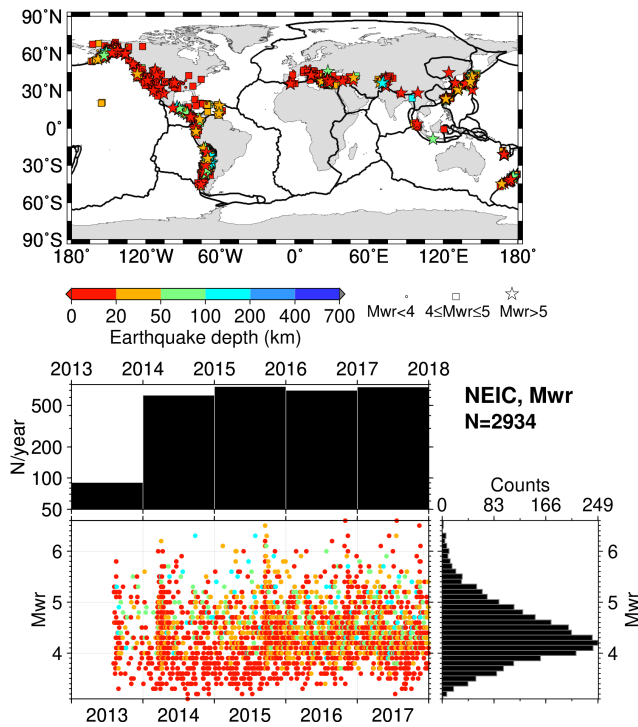 90˚N
60˚N
30˚N
0˚
30˚S
60˚S
90˚S
180˚ 120˚W 60˚W 0˚ 60˚E 120˚E 180˚
0 20 50 100 200 400 700
Earthquake depth (km)
Mwr<4 4≤Mwr≤5 Mwr>5
2013 2014 2015 2016 2017 2018
500
200
100
50
N/year
NEIC, Mwr
N=2934
Counts
0 83 166 249
6
5
4
Mwr
6
5
4
Mwr
2013 2014 2015 2016 2017